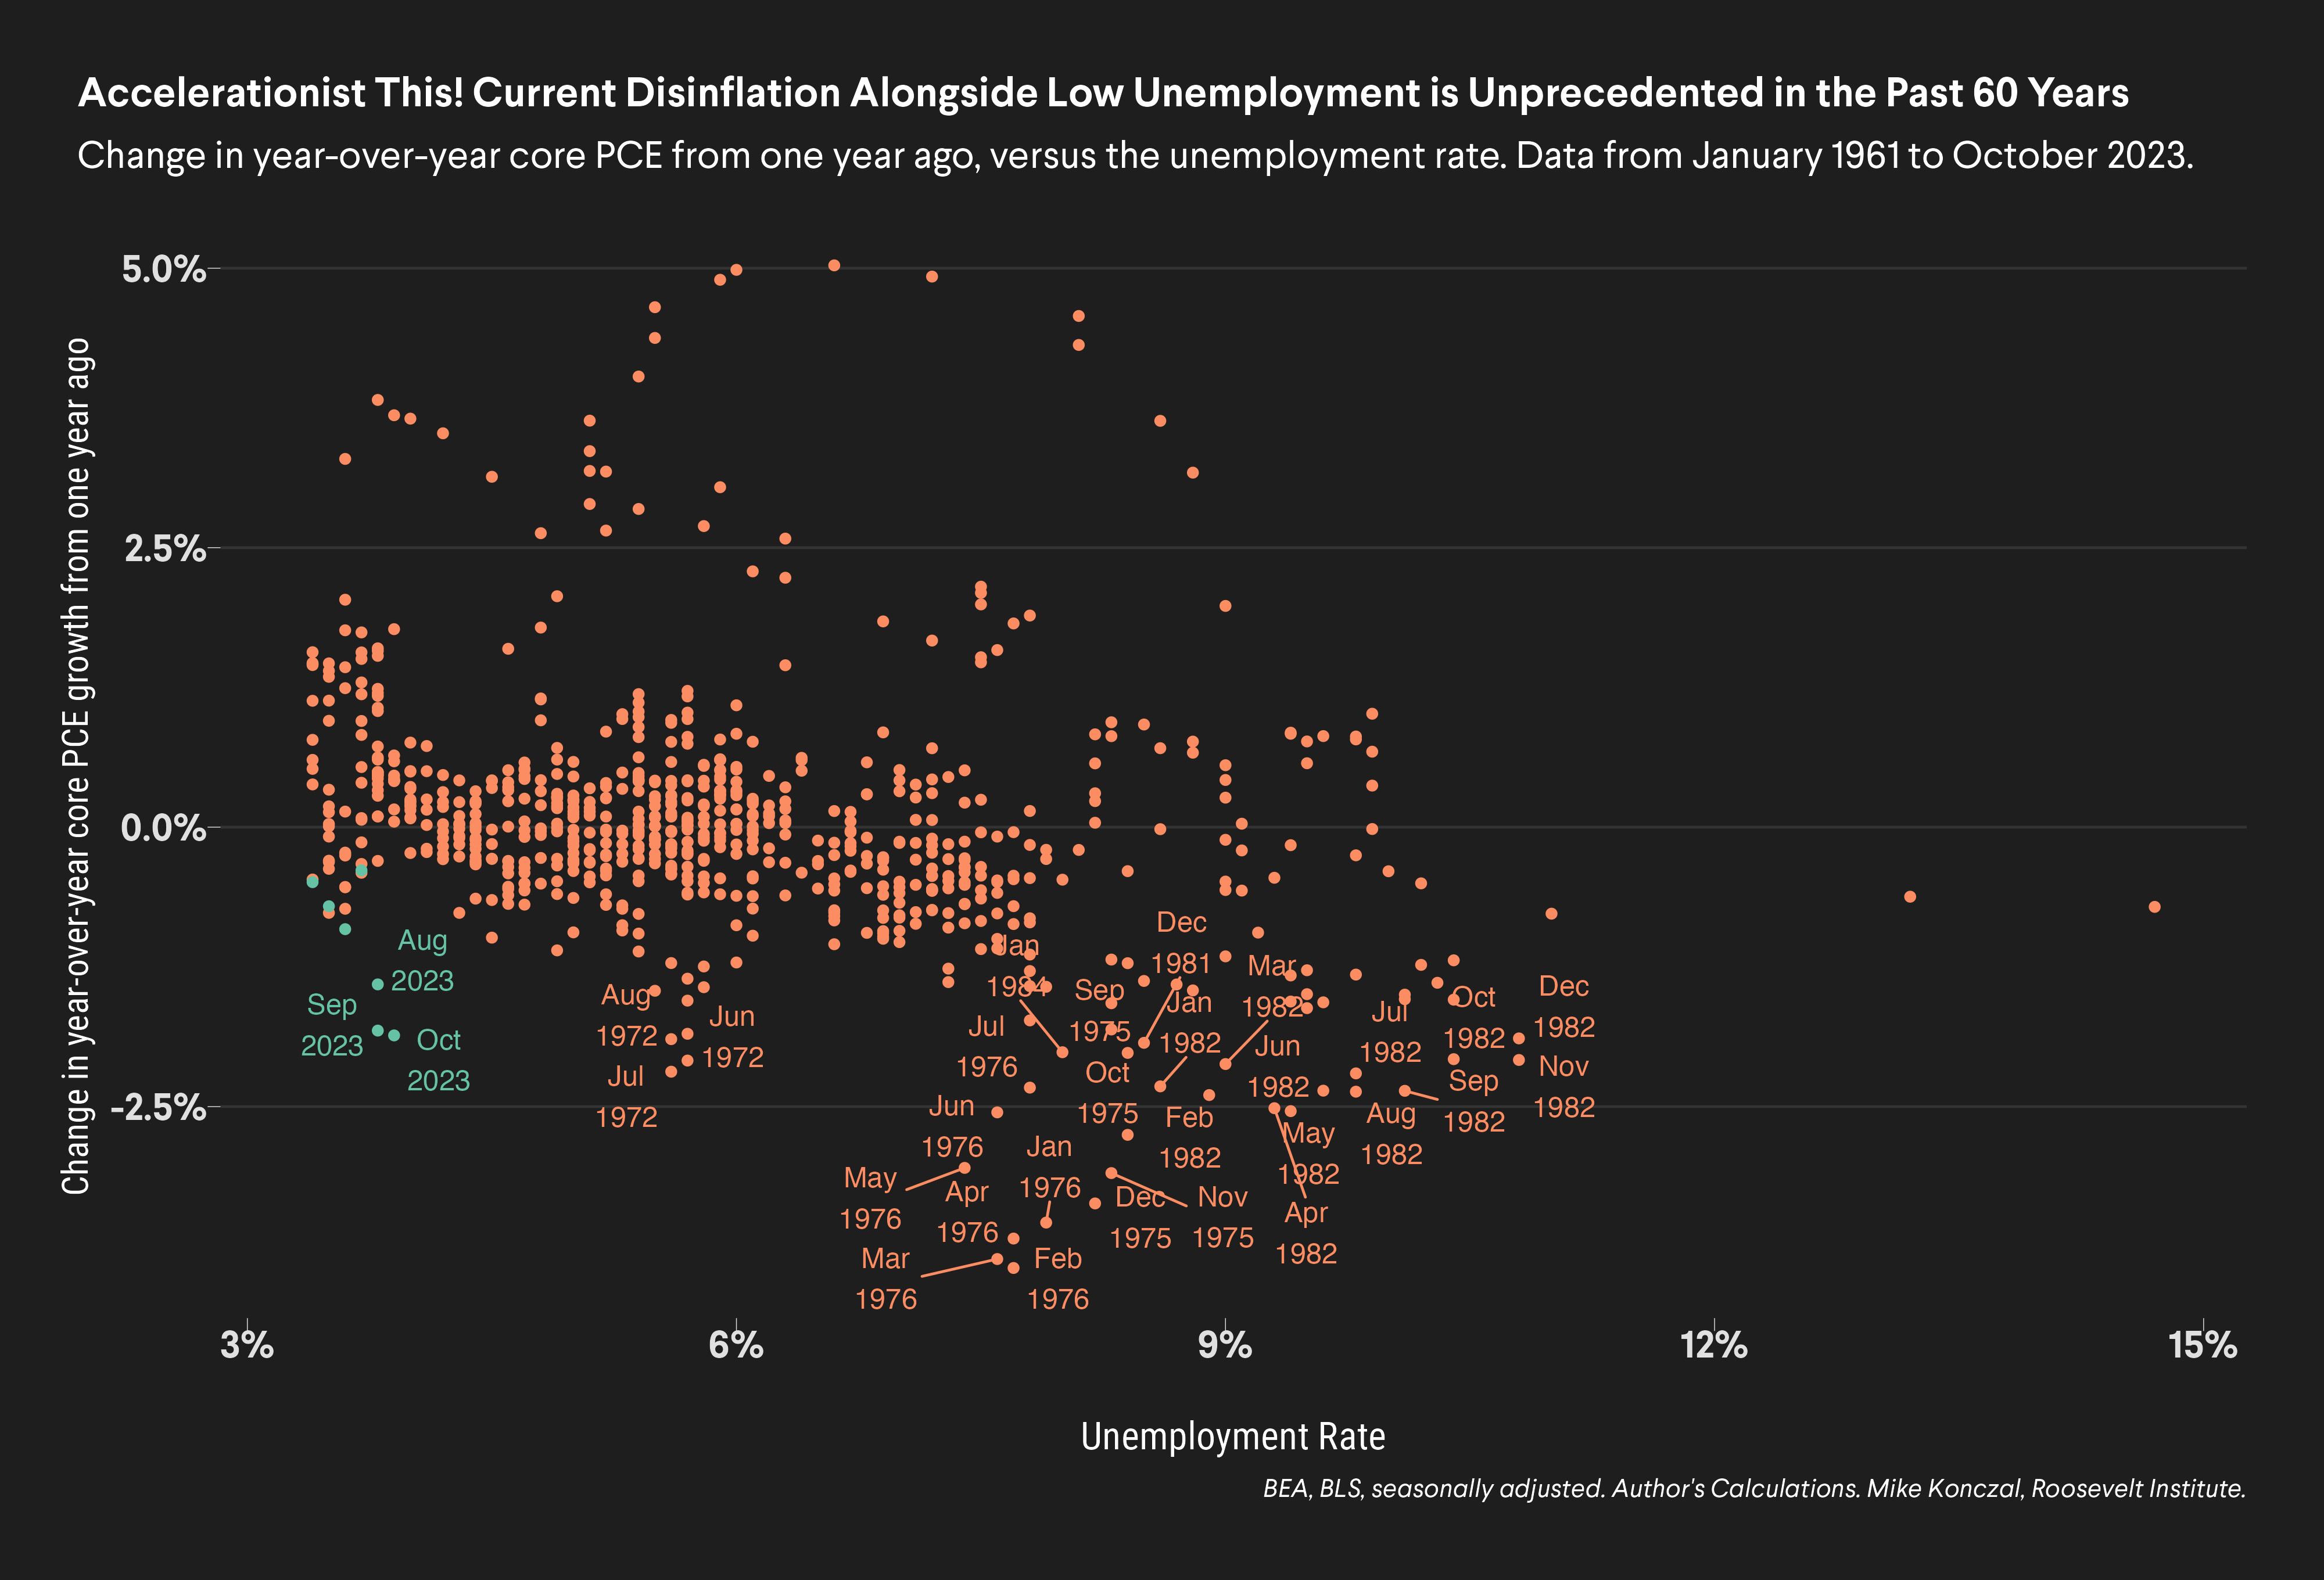 Accelerationist This! Current Disinflation Alongside Low Unemployment is Unprecedented in the Past 60 Years
Change in year-over-year core PCE from one year ago, versus the unemployment rate. Data from January 1961 to October 2023.
Change in year-over-year core PCE growth from one year ago
5.0%
2.5%
0.0%
-2.5%
Aug
2023
Sep
2023
Oct
2023
Aug
1972
Jun
1972
Jul
1972
Jan
1984
Dec
1981
Sep
1975
Mar
1982
Jan
1982
Jul
1976
Jul
1982
Oct
1982
Dec
1982
Jun
1982
Nov
1982
Oct
1975
Sep
1982
Jun
1976
Feb
1982
Aug
1982
May
1982
Jan
1976
May
1976
Apr
1976
Dec
1975
Nov
1975
Apr
1982
Mar
1976
Feb
1976
3%
6%
9%
12%
15%
Unemployment Rate
BEA, BLS, seasonally adjusted. Author's Calculations. Mike Konczal, Roosevelt Institute.